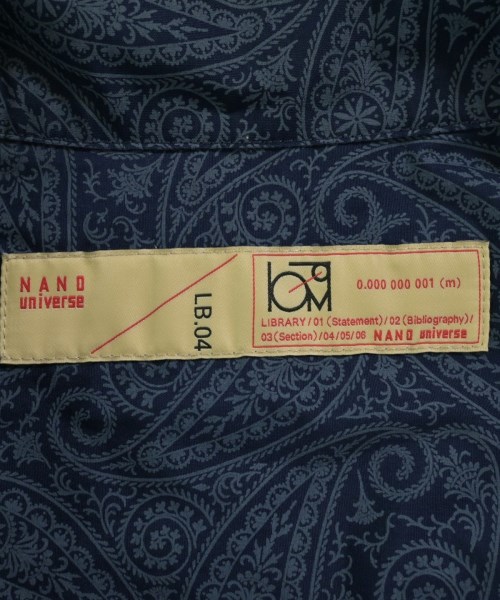 NANO
universe
LB.04
0.000 000 001 (m)
LIBRARY/01(Statement)/02(Bibliography)/
03(Section)/04/05/06 NANO universe